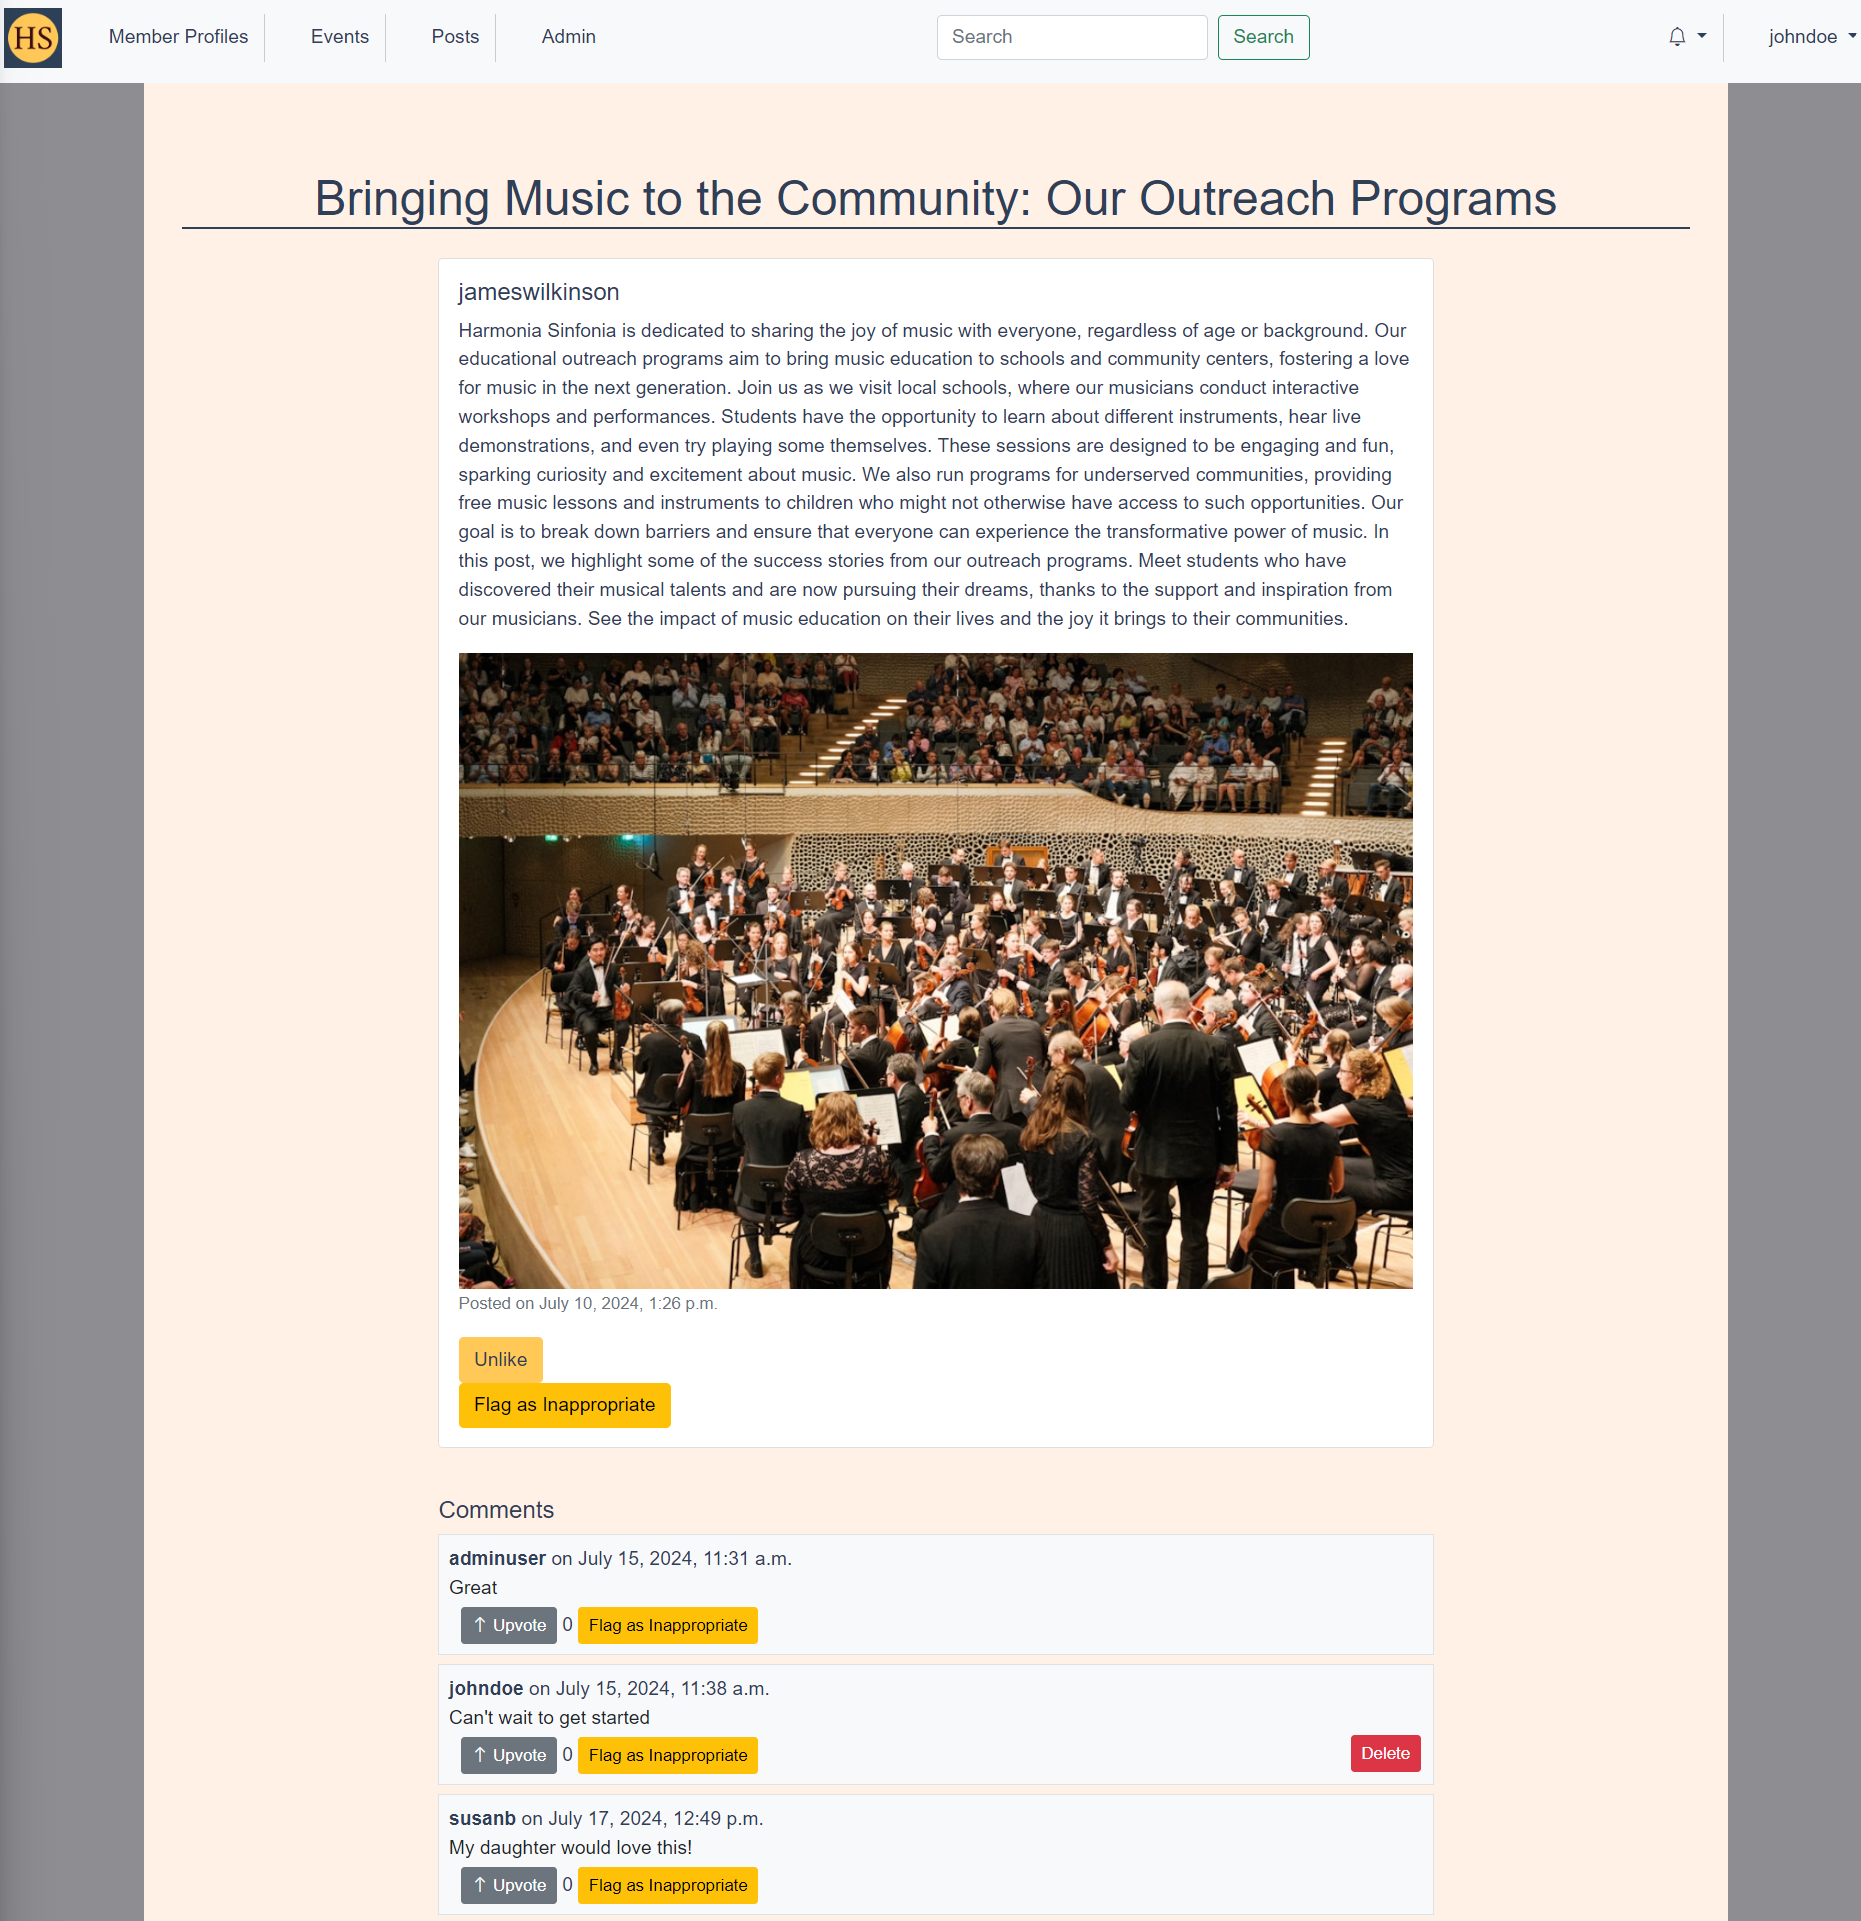 HS Member Profiles Events Posts Admin Search Search johndoe
Bringing Music to the Community: Our Outreach Programs
jameswilkinson
Harmonia Sinfonia is dedicated to sharing the joy of music with everyone, regardless of age or background. Our
educational outreach programs aim to bring music education to schools and community centers, fostering a love
for music in the next generation. Join us as we visit local schools, where our musicians conduct interactive
workshops and performances. Students have the opportunity to learn about different instruments, hear live
demonstrations, and even try playing some themselves. These sessions are designed to be engaging and fun,
sparking curiosity and excitement about music. We also run programs for underserved communities, providing
free music lessons and instruments to children who might not otherwise have access to such opportunities. Our
goal is to break down barriers and ensure that everyone can experience the transformative power of music. In
this post, we highlight some of the success stories from our outreach programs. Meet students who have
discovered their musical talents and are now pursuing their dreams, thanks to the support and inspiration from
our musicians. See the impact of music education on their lives and the joy it brings to their communities.
Posted on July 10, 2024, 1:26 p.m.
Unlike
Flag as Inappropriate
Comments
adminuser on July 15, 2024, 11:31 a.m.
Great
↑ Upvote 0 Flag as Inappropriate
johndoe on July 15, 2024, 11:38 a.m.
Can't wait to get started
↑ Upvote 0 Flag as Inappropriate Delete
susanb on July 17, 2024, 12:49 p.m.
My daughter would love this!
↑ Upvote 0 Flag as Inappropriate